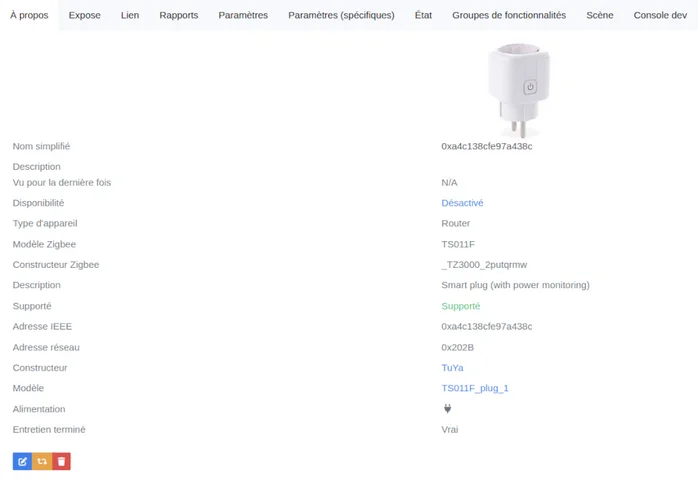 À propos Expose Lien Rapports Paramètres Paramètres (spécifiques) État Groupes de fonctionnalités Scène Console dev
Nom simplifié 0xa4c138cfe97a438c
Description
Vu pour la dernière fois N/A
Disponibilité Désactivé
Type d'appareil Router
Modèle Zigbee TS011F
Constructeur Zigbee _TZ3000_2putqrmw
Description Smart plug (with power monitoring)
Supporté Supporté
Adresse IEEE 0xa4c138cfe97a438c
Adresse réseau 0x202B
Constructeur TuYa
Modèle TS011F_plug_1
Alimentation
Entretien terminé Vrai